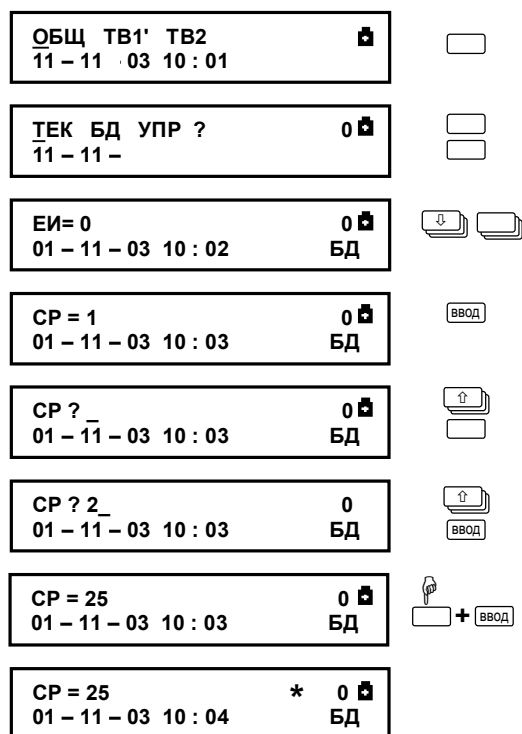 ОБЩ ТВ1' ТВ2
11 – 11 · 03 10 : 01
ТЕК БД УПР ? 0
11 – 11 –
ЕИ= 0 0
01 – 11 – 03 10 : 02 БД
⇩
СР = 1 0
01 – 11 – 03 10 : 03 БД
ВВОД
СР ? _ 0
01 – 11 – 03 10 : 03 БД
⇧
СР ? 2_ 0
01 – 11 – 03 10 : 03 БД
⇧
ВВОД
СР = 25 0
01 – 11 – 03 10 : 03 БД
+ ВВОД
СР = 25 * 0
01 – 11 – 03 10 : 04 БД